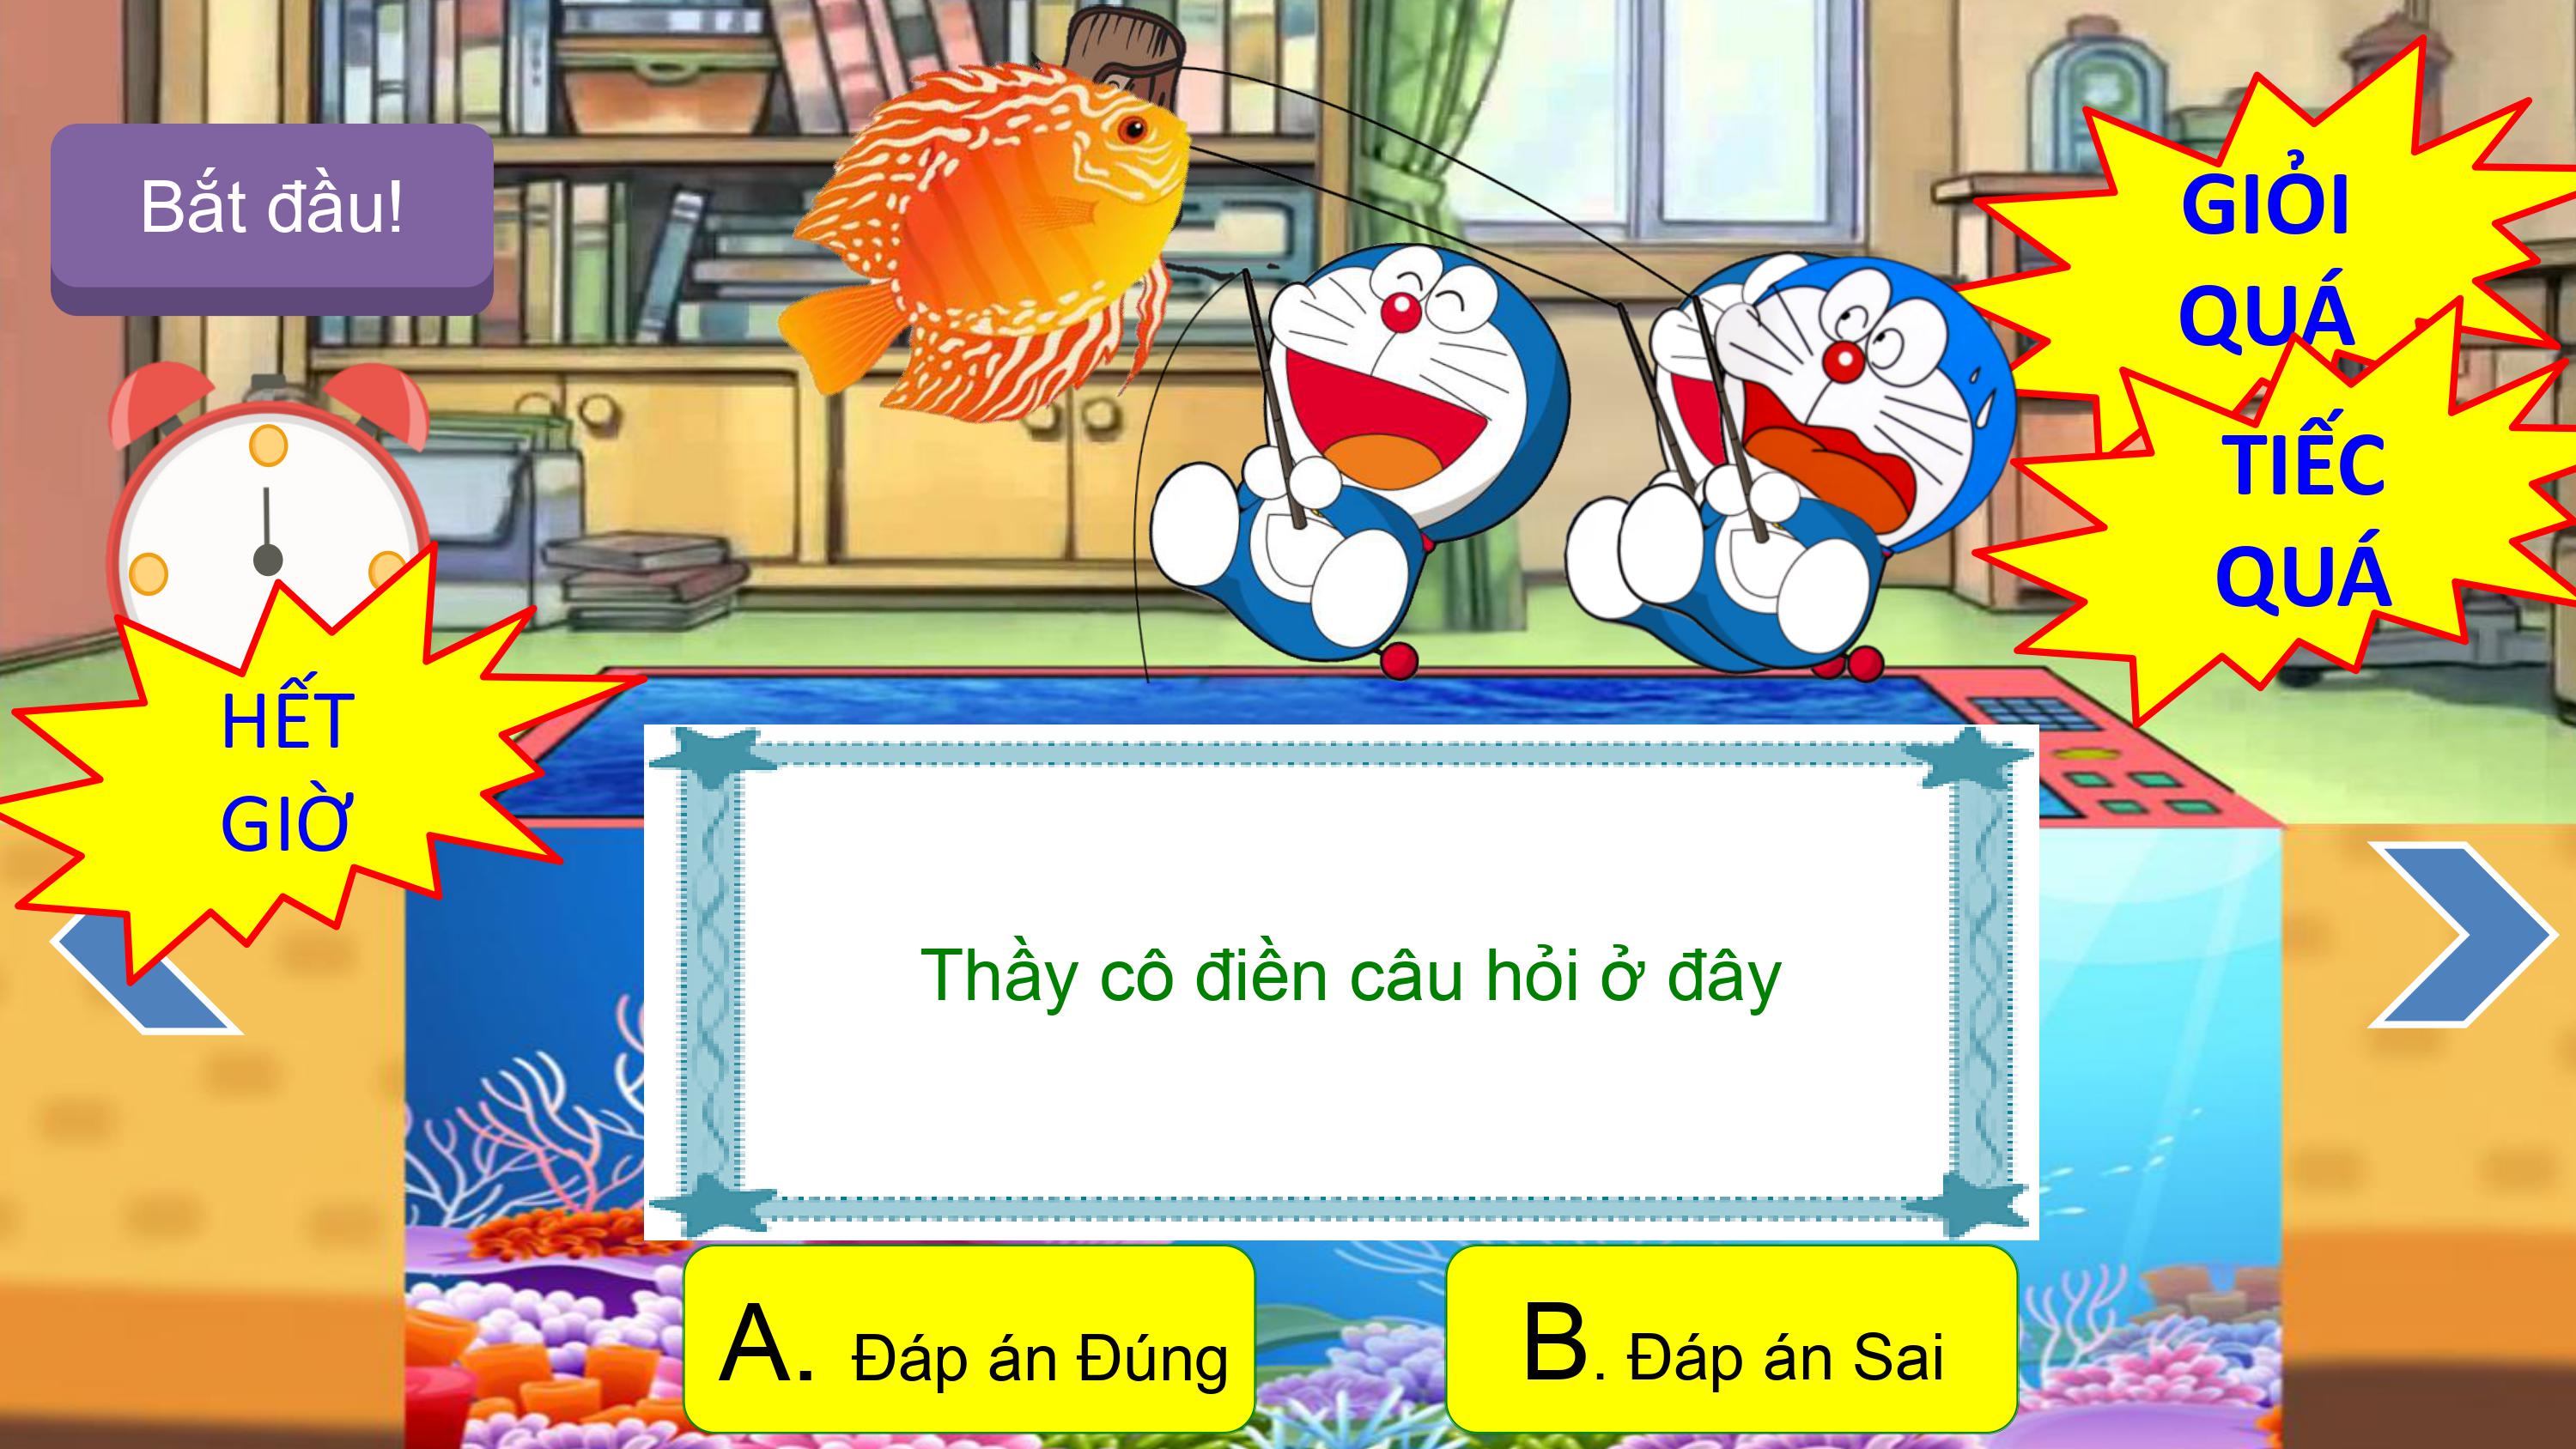 Bắt đầu!
GIỎI
QUÁ
TIẾC
QUÁ
HẾT
GIỜ
Thầy cô điền câu hỏi ở đây
A. Đáp án Đúng
B. Đáp án Sai